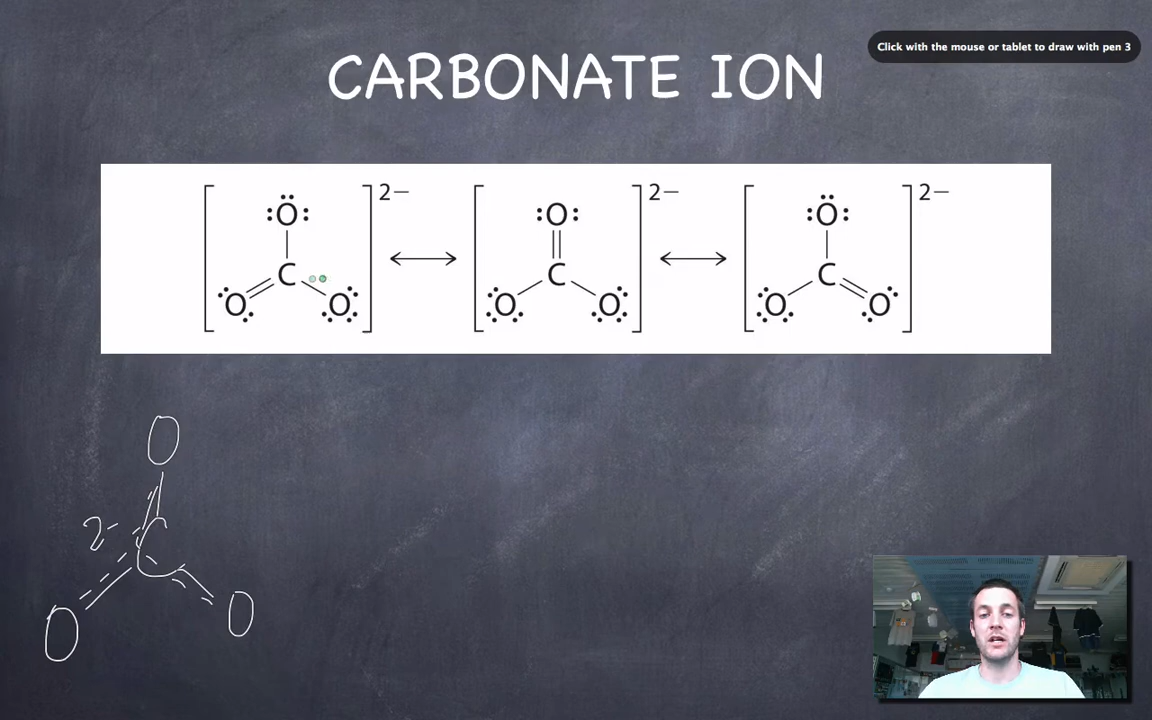 Click with the mouse or tablet to draw with pen 3
CARBONATE ION
2− 2− 2−
O O O
C ↔ C ↔ C
O O O O O O
O
2-
C
O O